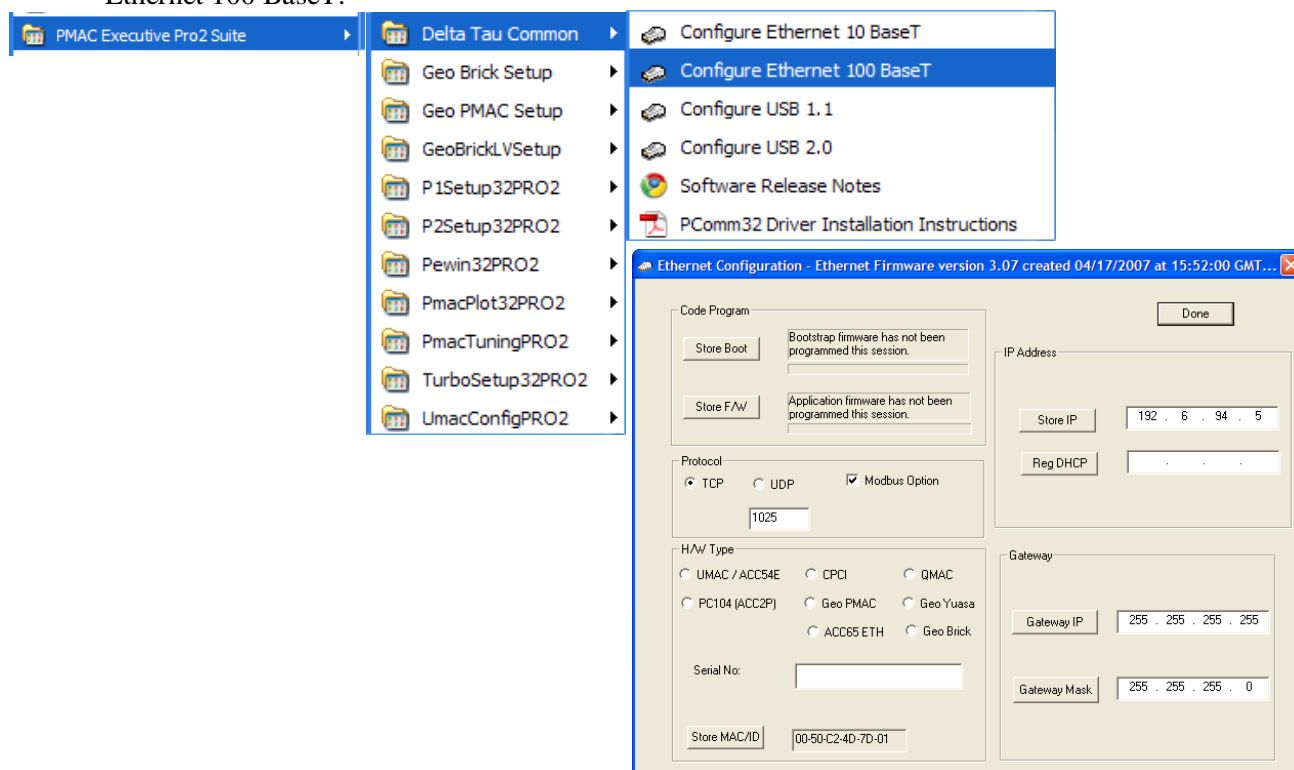 Ethernet 100 BaseT.
PMAC Executive Pro2 Suite
Delta Tau Common
Geo Brick Setup
Geo PMAC Setup
GeoBrickLVSetup
P1Setup32PRO2
P2Setup32PRO2
Pewin32PRO2
PmacPlot32PRO2
PmacTuningPRO2
TurboSetup32PRO2
UmacConfigPRO2
Configure Ethernet 10 BaseT
Configure Ethernet 100 BaseT
Configure USB 1.1
Configure USB 2.0
Software Release Notes
PComm32 Driver Installation Instructions
Ethernet Configuration - Ethernet Firmware version 3.07 created 04/17/2007 at 15:52:00 GMT...
Code Program
Store Boot
Bootstrap firmware has not been
programmed this session.
Store F/W
Application firmware has not been
programmed this session.
Protocol
TCP UDP Modbus Option
1025
H/W Type
UMAC / ACC54E CPCI QMAC
PC104 (ACC2P) Geo PMAC Geo Yuasa
ACC65 ETH Geo Brick
Serial No:
Store MAC/ID 00-50-C2-4D-7D-01
Done
IP Address
Store IP 192 . 6 . 94 . 5
Reg DHCP . . .
Gateway
Gateway IP 255 . 255 . 255 . 255
Gateway Mask 255 . 255 . 255 . 0